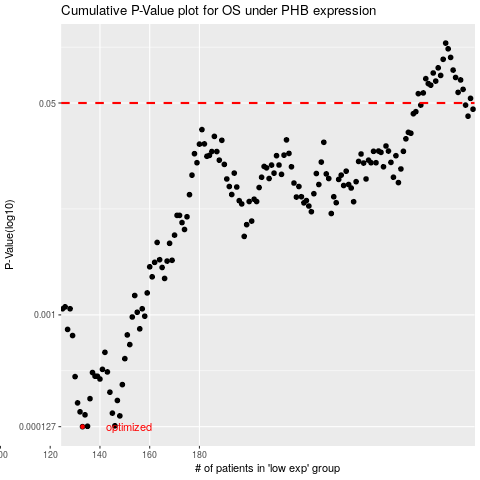 Cumulative P-Value plot for OS under PHB expression
P-Value(log10)
0.05
0.001
0.000127
optimized
00 120 140 160 180
# of patients in 'low exp' group